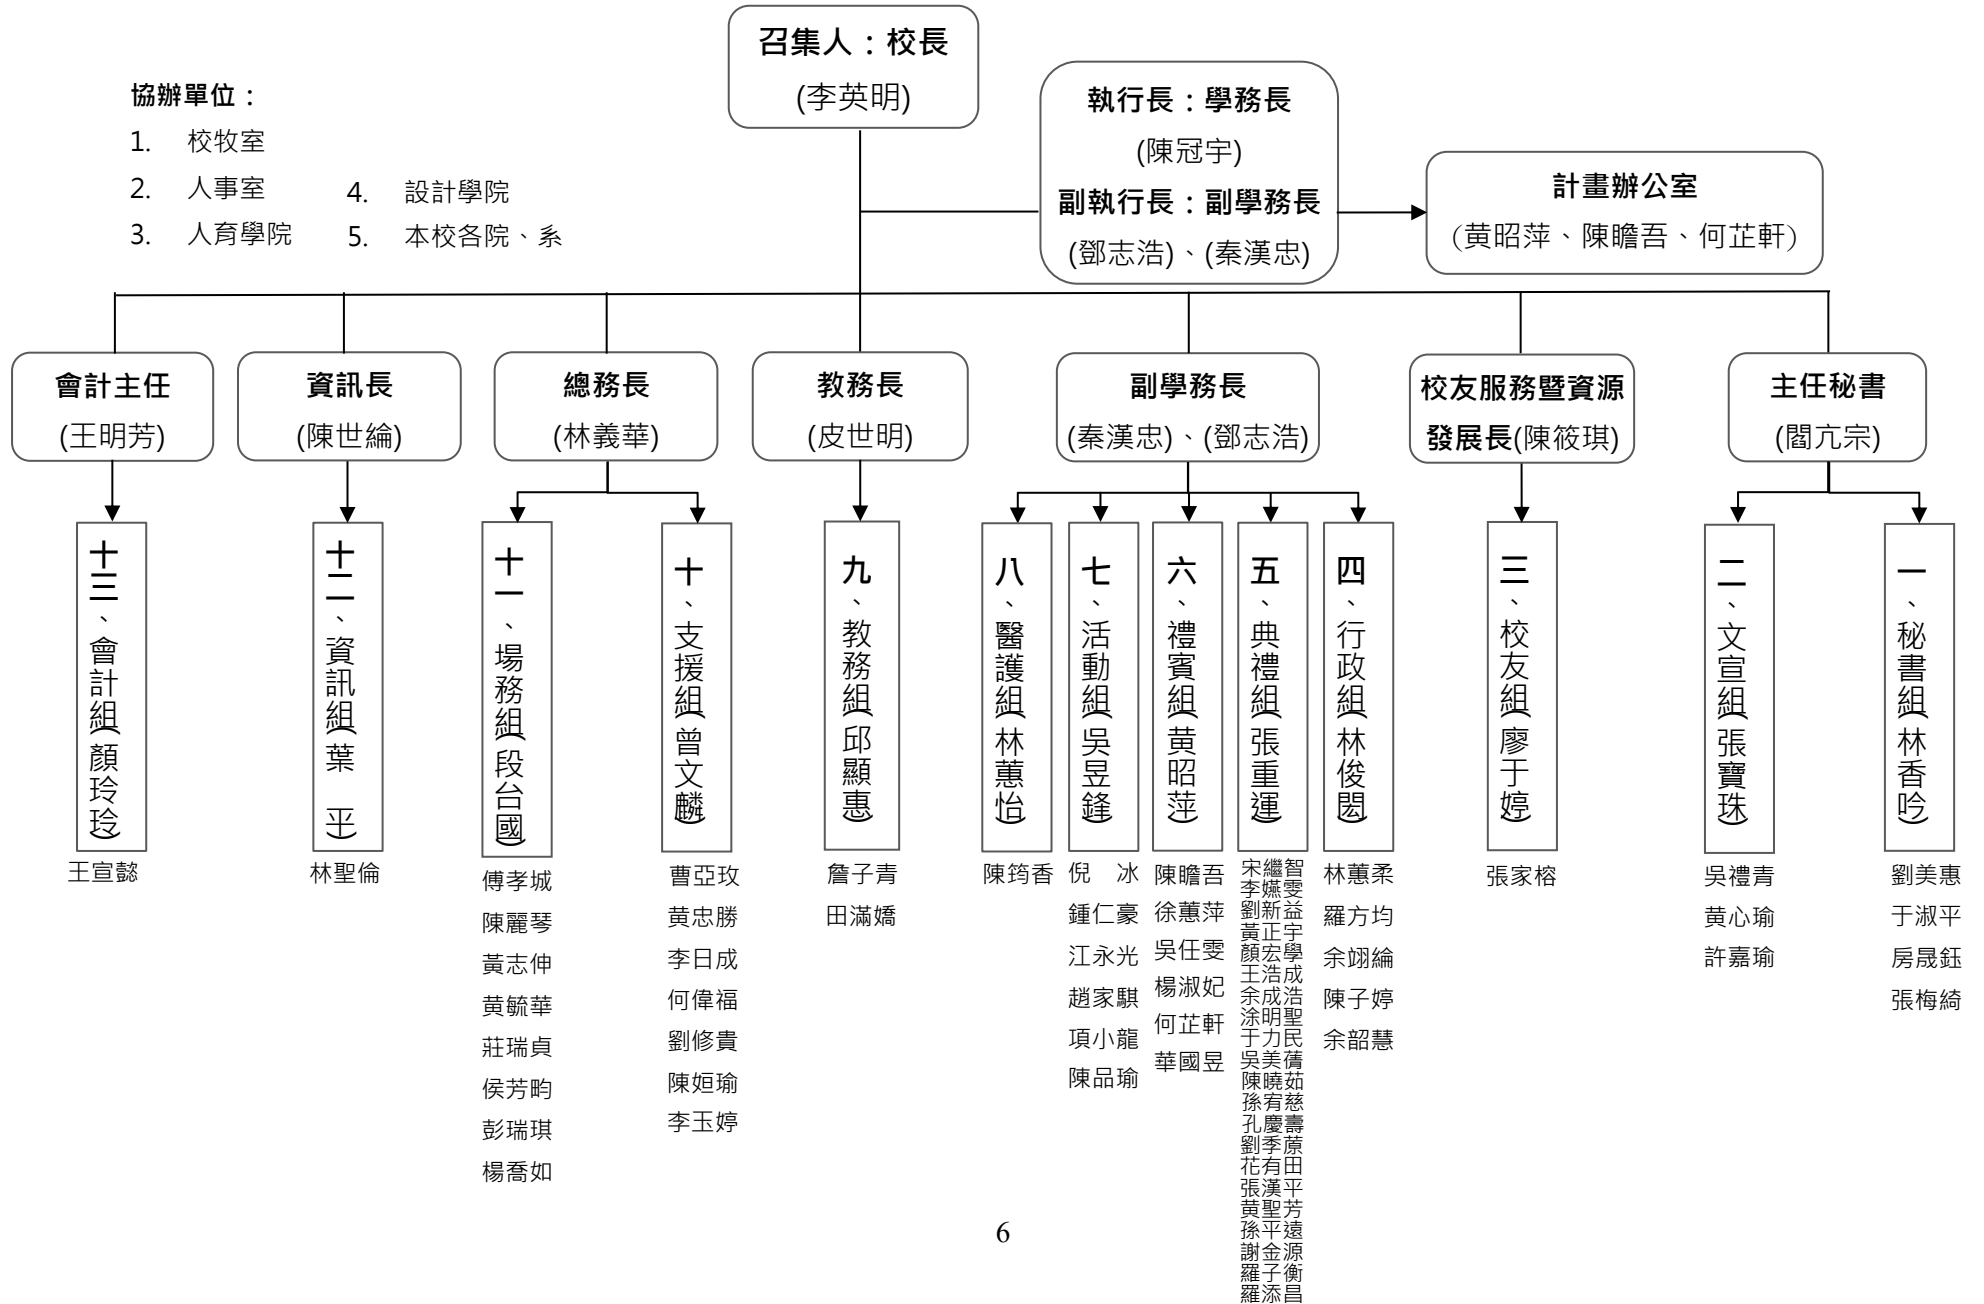 召集人：校長
(李英明)
協辦單位：
1. 校牧室
2. 人事室
3. 人育學院
4. 設計學院
5. 本校各院、系
執行長：學務長
(陳冠宇)
副執行長：副學務長
(鄧志浩)、(秦漢忠)
計畫辦公室
(黃昭萍、陳瞻吾、何芷軒)
會計主任
(王明芳)
資訊長
(陳世綸)
總務長
(林義華)
教務長
(皮世明)
副學務長
(秦漢忠)、(鄧志浩)
校友服務暨資源
發展長(陳筱琪)
主任秘書
(閻亢宗)
十三、會計組(顏玲玲)
王宣懿
十二、資訊組(葉　平)
林聖倫
十一、場務組(段台國)
傅孝城
陳麗琴
黃志伸
黄毓華
莊瑞貞
侯芳畇
彭瑞琪
楊喬如
十、支援組(曾文麟)
曹亞玫
黄忠勝
李日成
何偉福
劉修貴
陳姮瑜
李玉婷
九、教務組(邱顯惠)
詹子青
田滿嬌
八、醫護組(林蕙怡)
陳筠香
七、活動組(吳昱鋒)
倪　冰
鍾仁豪
江永光
趙家騏
項小龍
陳品瑜
六、禮賓組(黄昭萍)
陳瞻吾
徐蕙萍
吳任雯
楊淑妃
何芷軒
華國昱
五、典禮組(張重運)
宋繼智
李嬿雯
劉新益
黃正宇
顏宏學
王浩成
余成浩
涂明聖
于力民
吳美蒨
陳曉茹
孫宥慈
孔慶壽
劉季蒝
花有田
張漢平
黄聖芳
孫平遠
謝金源
羅子衡
羅添昌
四、行政組(林俊閎)
林蕙柔
羅方均
余翊綸
陳子婷
余韶慧
三、校友組(廖于婷)
張家榕
二、文宣組(張寶珠)
吳禮青
黄心瑜
許嘉瑜
一、秘書組(林香吟)
劉美惠
于淑平
房晟鈺
張梅綺
6